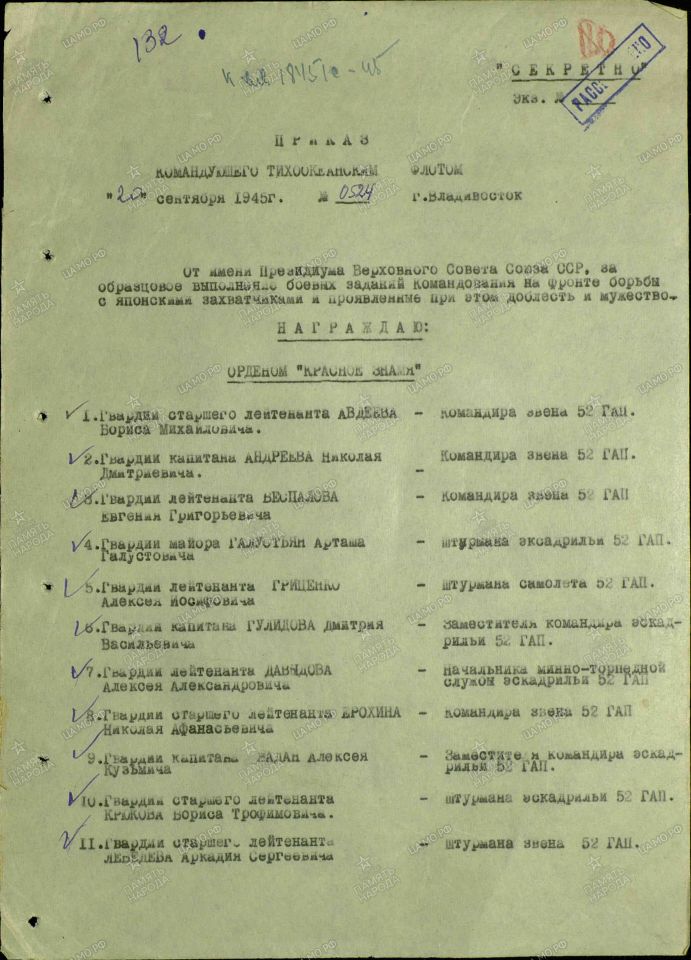 132
" СЕКРЕТНО"
Экз. №
П Р И К А З
КОМАНДУЮЩЕГО ТИХООКЕАНСКИМ ФЛОТОМ
" " сентября 1945г. № 0524 г.Владивосток
От имени Президиума Верховного Совета Союза ССР, за
образцовое выполнение боевых заданий Командования на фронте борьбы
с японскими захватчиками и проявленные при этом доблесть и мужество.
Н А Г Р А Ж Д А Ю:
ОРДЕНОМ "КРАСНОЕ ЗНАМЯ"
1.Гвардии старшего лейтенанта АВДЕЕВА - Командира звена 52 ГАП.
Бориса Михайловича.
2.Гвардии капитана АНДРЕЕВА Николая Командира звена 52 ГАП.
Дмитриевича. -
3.Гвардии лейтенанта БЕСПАЛОВА - Командира звена 52 ГАП
Евгения Григорьевича
4.Гвардии майора ГАЛУСТЬЯН Арташа - штурмана эксадрильи 52 ГАП.
Галустовича
5.Гвардии лейтенанта ГРИЦЕНКО - штурмана самолета 52 ГАП.
Алексея Иосифовича
6.Гвардии капитана ГУЛИДОВА Дмитрия - Заместителя командира эскад-
Васильевича рильи 52 ГАП.
7.Гвардии лейтенанта ДАВЫДОВА - Начальника минно-торпедной
Алексея Александровича службы эскадрильи 52 ГАП
8.Гвардии старшего лейтенанта ЕРОХИНА - Командира звена 52 ГАП
Николая Афанасьевича
9.Гвардии капитана Алексея - Заместителя командира эскад-
Кузьмича рильи 52 ГАП.
10.Гвардии старшего лейтенанта - штурмана эскадрильи 52 ГАП.
КРЮКОВА Бориса Трофимовича.
11.Гвардии старшего лейтенанта - штурмана звена 52 ГАП.
ЛЕБЕДЕВА Аркадия Сергеевича